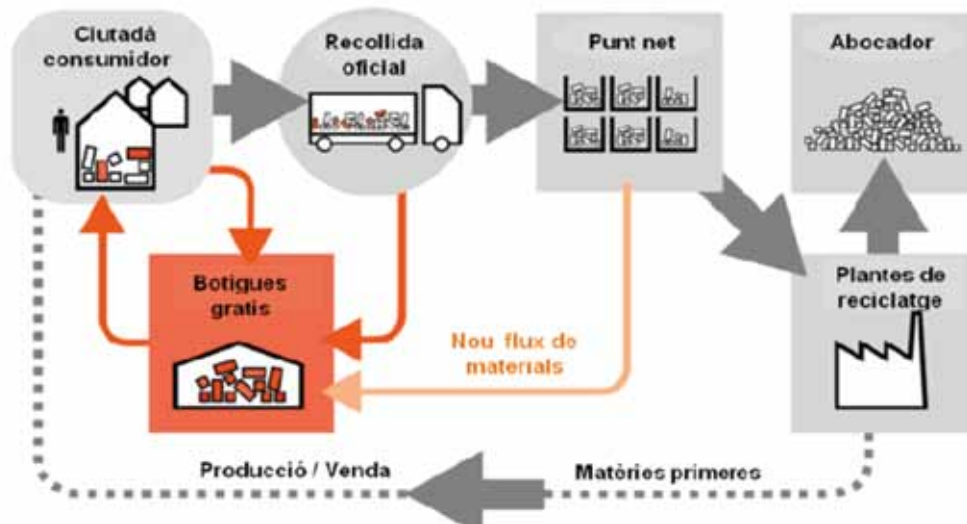 Ciutadà
consumidor
Recollida
oficial
Punt net
Abocador
Botigues
gratis
Nou flux de
materials
Plantes de
reciclatge
Producció / Venda
Matèries primeres